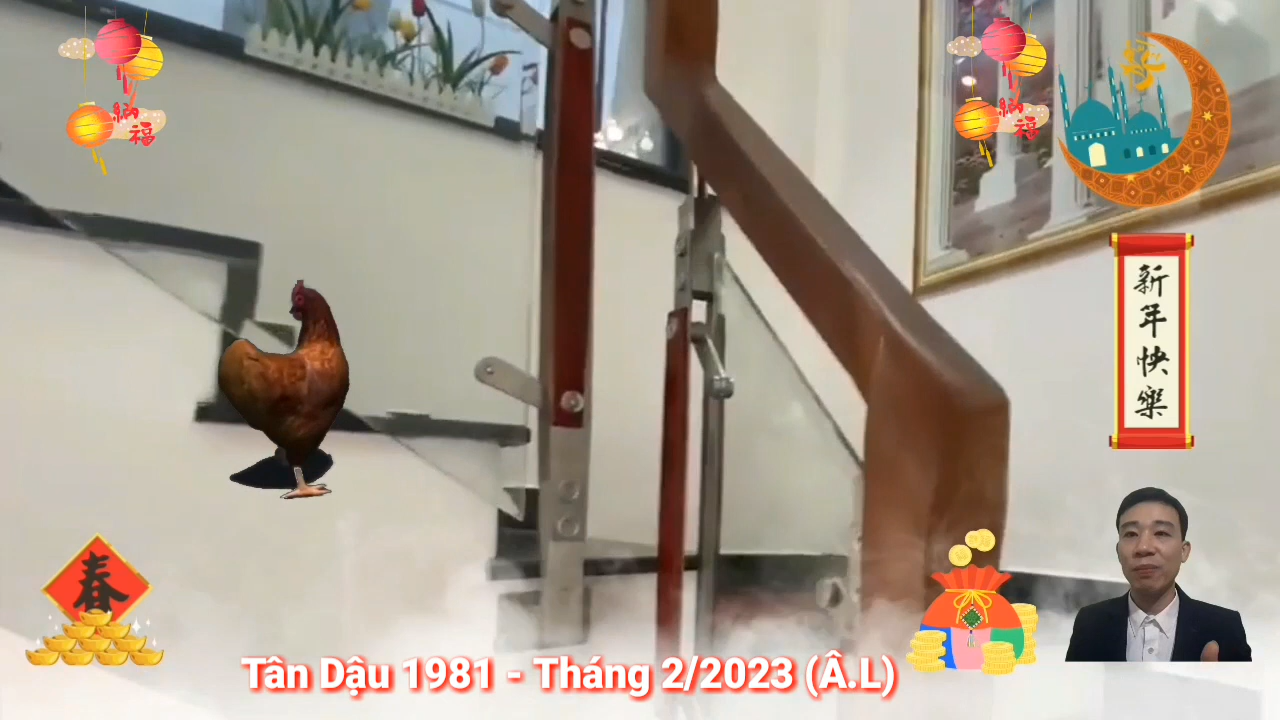 納
福
納
福
新
年
快
樂
春
Tân Dậu 1981 - Tháng 2/2023 (Â.L)